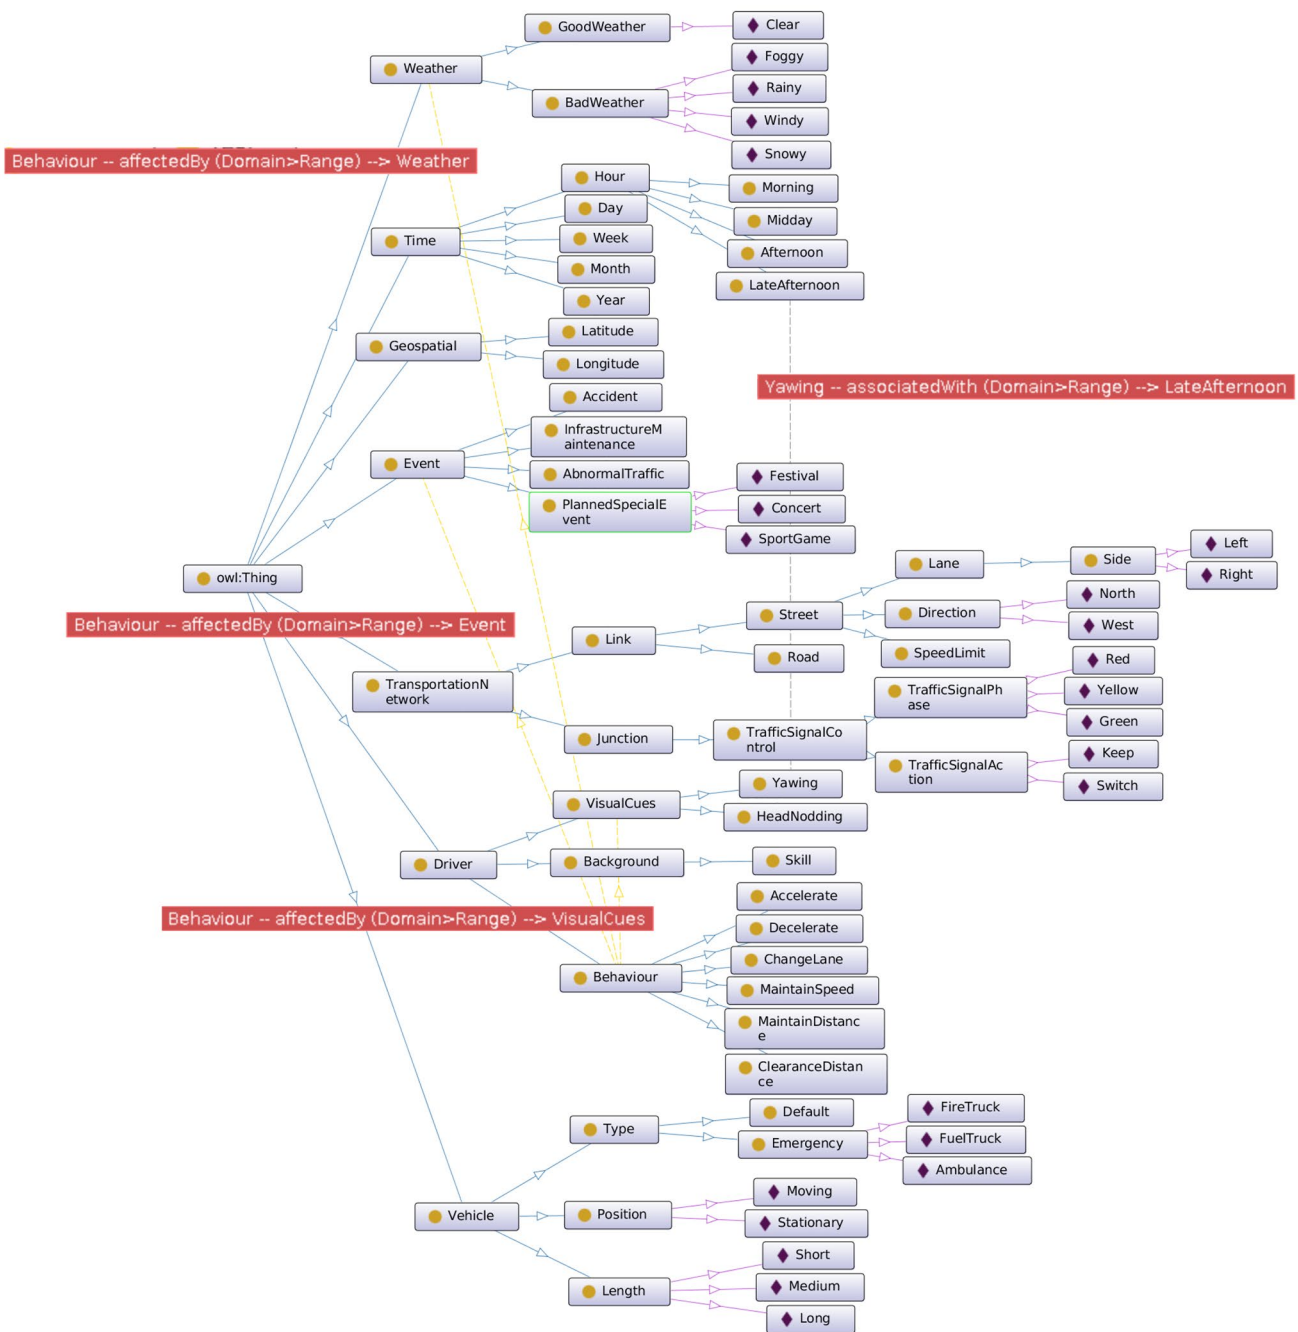 GoodWeather
Clear
Foggy
Weather
Rainy
BadWeather
Windy
Snowy
Behaviour -- affectedBy (Domain>Range) --> Weather
Hour
Morning
Day
Midday
Time
Week
Afternoon
Month
LateAfternoon
Year
Latitude
Geospatial
Longitude
Yawing -- associatedWith (Domain>Range) --> LateAfternoon
Accident
InfrastructureM
aintenance
Event
AbnormalTraffic
Festival
PlannedSpecialE
vent
Concert
SportGame
Left
Lane
Side
owl:Thing
Right
North
Direction
Street
Behaviour -- affectedBy (Domain>Range) --> Event
West
Link
SpeedLimit
Road
Red
TransportationN
etwork
TrafficSignalPh
ase
Yellow
Green
Junction
TrafficSignalCo
ntrol
Keep
TrafficSignalAc
tion
Yawing
Switch
VisualCues
HeadNodding
Driver
Background
Skill
Accelerate
Behaviour -- affectedBy (Domain>Range) --> VisualCues
Decelerate
ChangeLane
Behaviour
MaintainSpeed
MaintainDistanc
e
ClearanceDistan
ce
FireTruck
Default
Type
FuelTruck
Emergency
Ambulance
Moving
Vehicle
Position
Stationary
Short
Length
Medium
Long